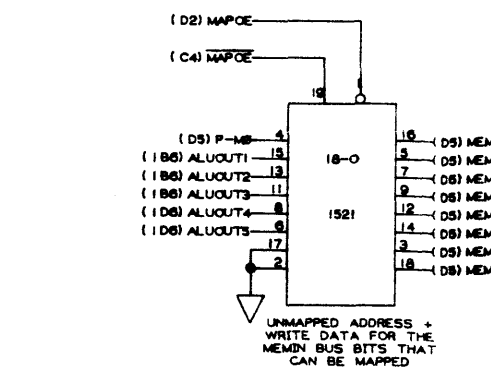 (D2) MAPOE
(C4) MAPOE
19 1
(D5) P-M5 4 16 (D5) MEM
(1B6) ALUOUT1 15 18-0 5 (D5) MEM
(1B6) ALUOUT2 13 7 (D5) MEM
(1B6) ALUOUT3 11 9 (D5) MEM
(1D6) ALUOUT4 8 1521 12 (D5) MEM
(1D6) ALUOUT5 6 14 (D5) MEM
17 3 (D5) MEM
2 18 (D5) MEM
UNMAPPED ADDRESS +
WRITE DATA FOR THE
MEMIN BUS BITS THAT
CAN BE MAPPED